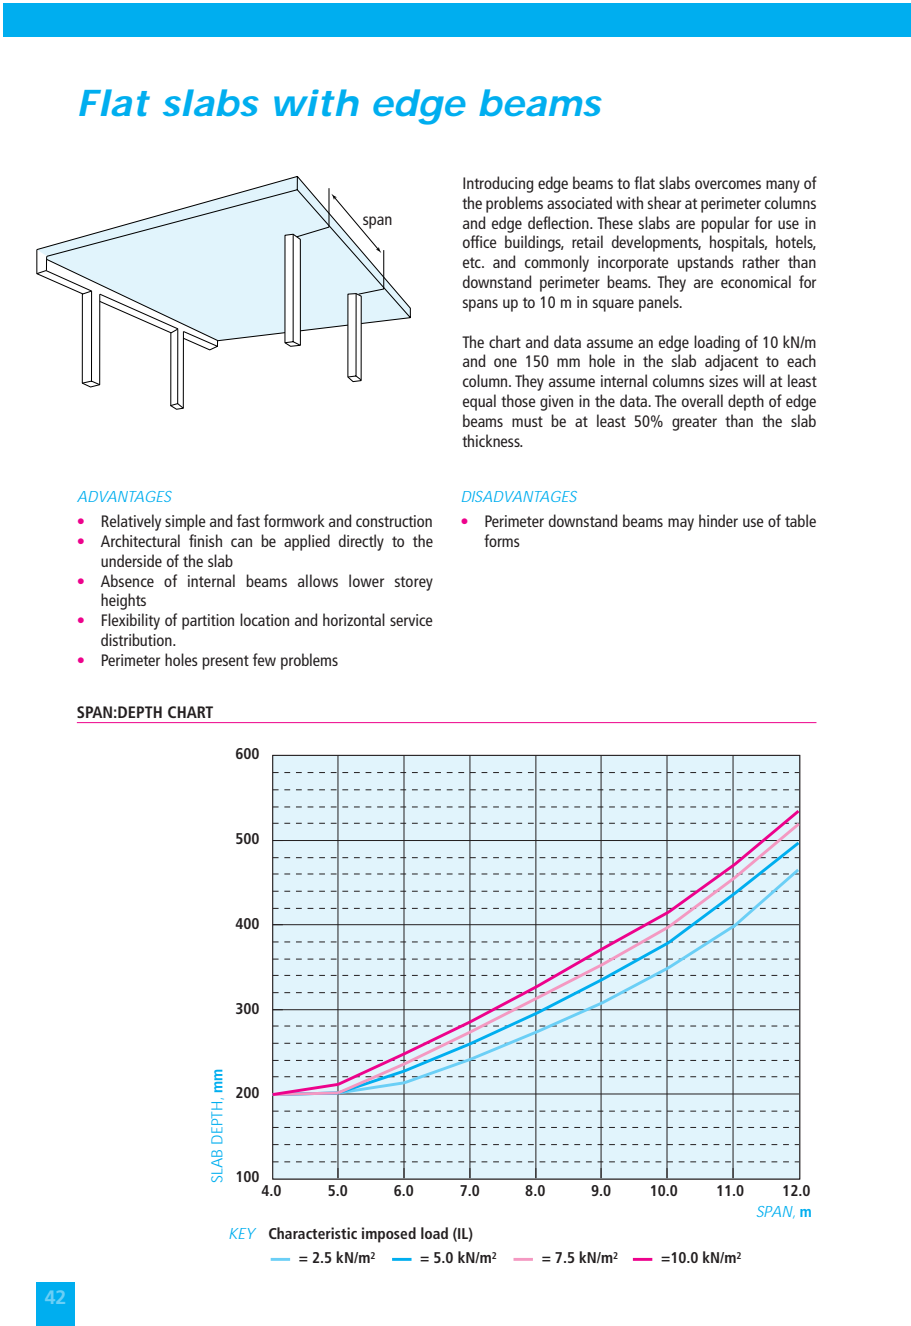 Flat slabs with edge beams
span
Introducing edge beams to flat slabs overcomes many of
the problems associated with shear at perimeter columns
and edge deflection. These slabs are popular for use in
office buildings, retail developments, hospitals, hotels,
etc. and commonly incorporate upstands rather than
downstand perimeter beams. They are economical for
spans up to 10 m in square panels.
The chart and data assume an edge loading of 10 kN/m
and one 150 mm hole in the slab adjacent to each
column. They assume internal columns sizes will at least
equal those given in the data. The overall depth of edge
beams must be at least 50% greater than the slab
thickness.
ADVANTAGES
• Relatively simple and fast formwork and construction
• Architectural finish can be applied directly to the
underside of the slab
• Absence of internal beams allows lower storey
heights
• Flexibility of partition location and horizontal service
distribution.
• Perimeter holes present few problems
DISADVANTAGES
• Perimeter downstand beams may hinder use of table
forms
SPAN:DEPTH CHART
600
500
400
300
200
100
SLAB DEPTH, mm
4.0 5.0 6.0 7.0 8.0 9.0 10.0 11.0 12.0
SPAN, m
KEY Characteristic imposed load (IL)
= 2.5 kN/m² = 5.0 kN/m² = 7.5 kN/m² =10.0 kN/m²
42